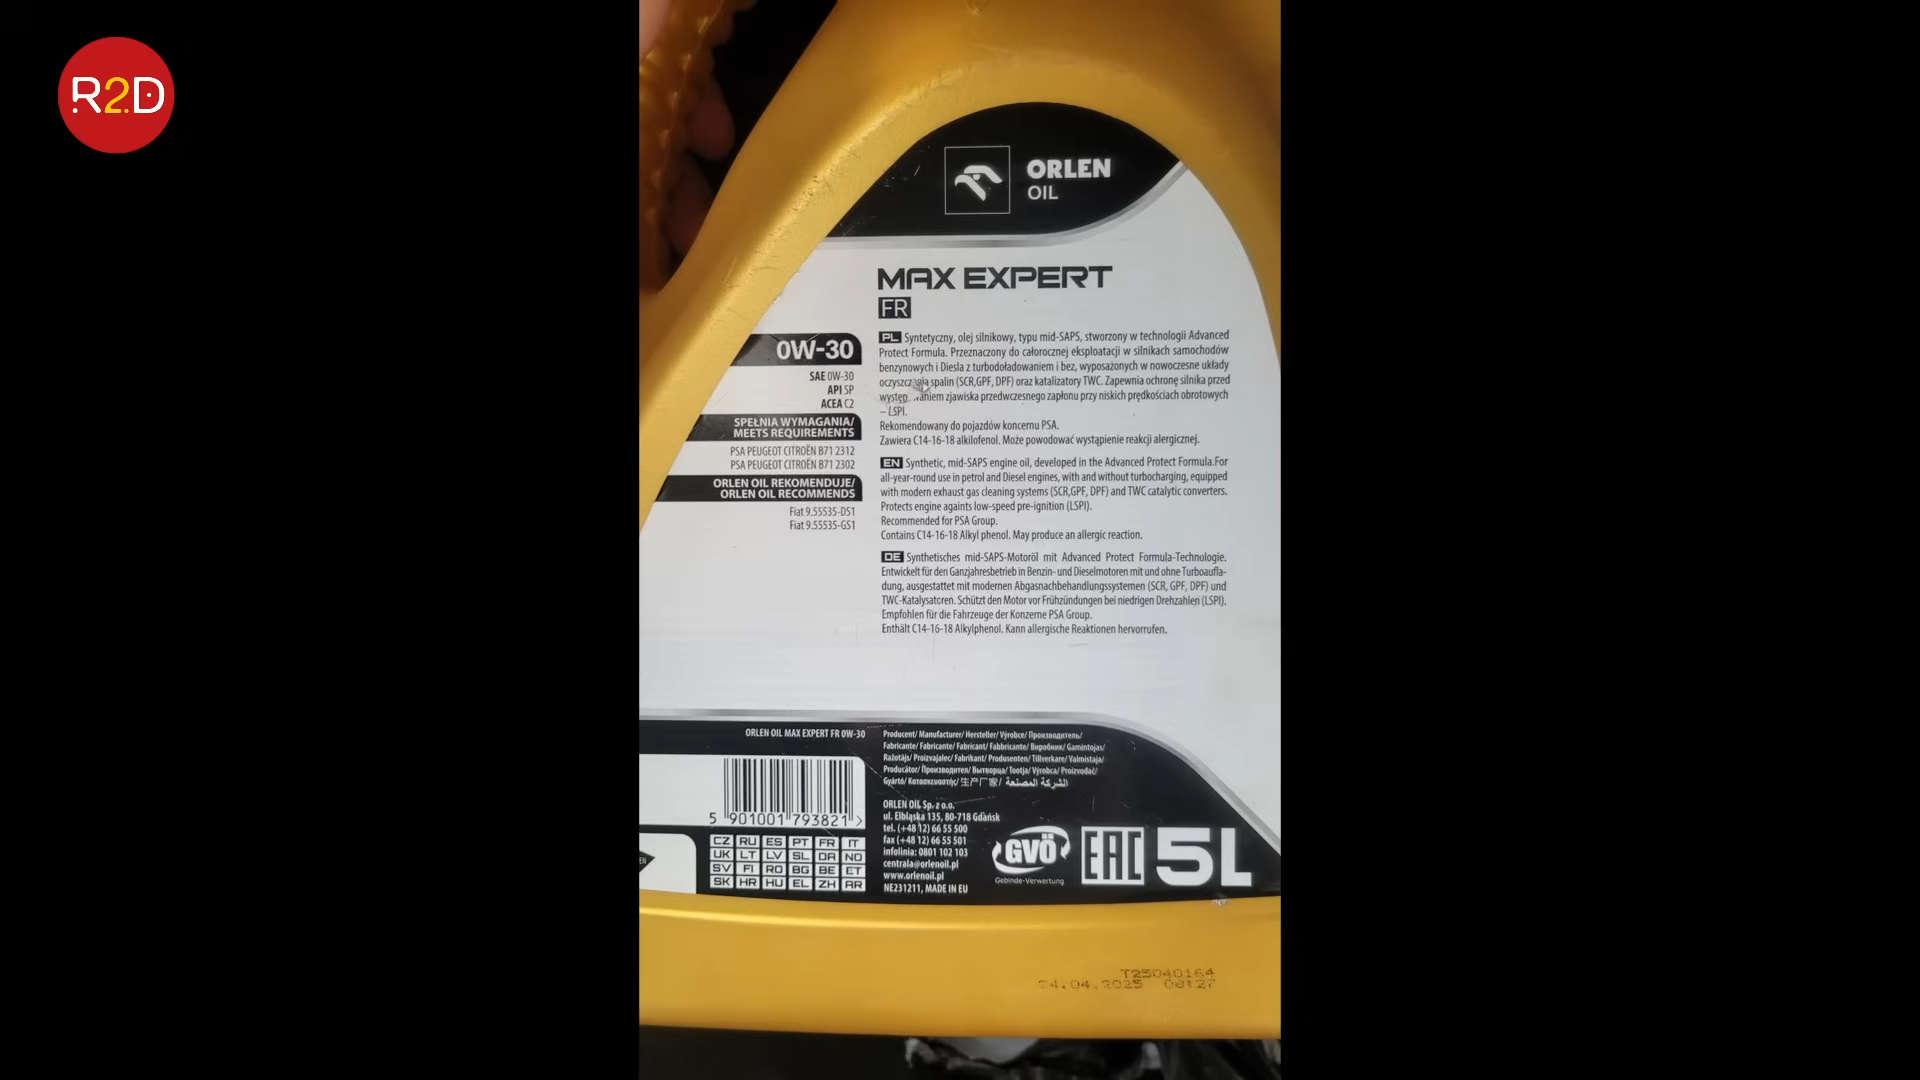 R2D
ORLEN
OIL
MAX EXPERT
FR
0W-30
SAE 0W-30
API SP
ACEA C2
SPEŁNIA WYMAGANIA/
MEETS REQUIREMENTS
PSA PEUGEOT CITROËN B71 2312
PSA PEUGEOT CITROËN B71 2302
ORLEN OIL REKOMENDUJE/
ORLEN OIL RECOMMENDS
Fiat 9.55535-DS1
Fiat 9.55535-GS1
PL Syntetyczny, olej silnikowy, typu mid-SAPS, stworzony w technologii Advanced
Protect Formula. Przeznaczony do całorocznej eksploatacji w silnikach samochodów
benzynowych i Diesla z turbodoładowaniem i bez, wyposażonych w nowoczesne układy
oczyszczania spalin (SCR,GPF, DPF) oraz katalizatory TWC. Zapewnia ochronę silnika przed
zjawiska przedwczesnego zapłonu przy niskich prędkościach obrotowych
– LSPI.
Rekomendowany do pojazdów koncernu PSA.
Zawiera C14-16-18 alkilofenol. Może powodować wystąpienie reakcji alergicznej.
EN Synthetic, mid-SAPS engine oil, developed in the Advanced Protect Formula.For
all-year-round use in petrol and Diesel engines, with and without turbocharging, equipped
with modern exhaust gas cleaning systems (SCR,GPF, DPF) and TWC catalytic converters.
Protects engine againts low-speed pre-ignition (LSPI).
Recommended for PSA Group.
Contains C14-16-18 Alkyl phenol. May produce an allergic reaction.
DE Synthetisches mid-SAPS-Motoröl mit Advanced Protect Formula-Technologie.
Entwickelt für den Ganzjahresbetrieb in Benzin- und Dieselmotoren mit und ohne Turboaufla-
dung, ausgestattet mit modernen Abgasnachbehandlungssystemen (SCR, GPF, DPF) und
TWC-Katalysatoren. Schützt den Motor vor Frühzündungen bei niedrigen Drehzahlen (LSPI).
Empfohlen für die Fahrzeuge der Konzerne PSA Group.
Enthält C14-16-18 Alkylphenol. Kann allergische Reaktionen hervorrufen.
ORLEN OIL MAX EXPERT FR 0W-30
5 901001 793821 >
EN
CZ RU ES PT FR IT
UK LT LV SL DA NO
SV FI RO BG BE ET
SK HR HU EL ZH AR
Producent/ Manufacturer/ Hersteller/ Výrobce/ Производитель/
Fabricante/ Fabricante/ Fabricant/ Fabbricante/ Виробник/ Gamintojas/
Ražotājs/ Proizvajalec/ Fabrikant/ Produsenten/ Tillverkare/ Valmistaja/
Producător/ Производител/ Вытворца/ Tootja/ Výrobca/ Proizvođač/
Gyártó/ Κατασκευαστής/ 生产厂家/ الشركة المصنعة
ORLEN OIL Sp. z o.o.
ul. Elbląska 135, 80-718 Gdańsk
tel. (+48 12) 66 55 500
fax (+48 12) 66 55 501
infolinia: 0801 102 103
centrala@orlenoil.pl
www.orlenoil.pl
NE231211, MADE IN EU
GVÖ
Gebinde-Verwertung
EAC
5L
T25040164
24.04.2025 08:27